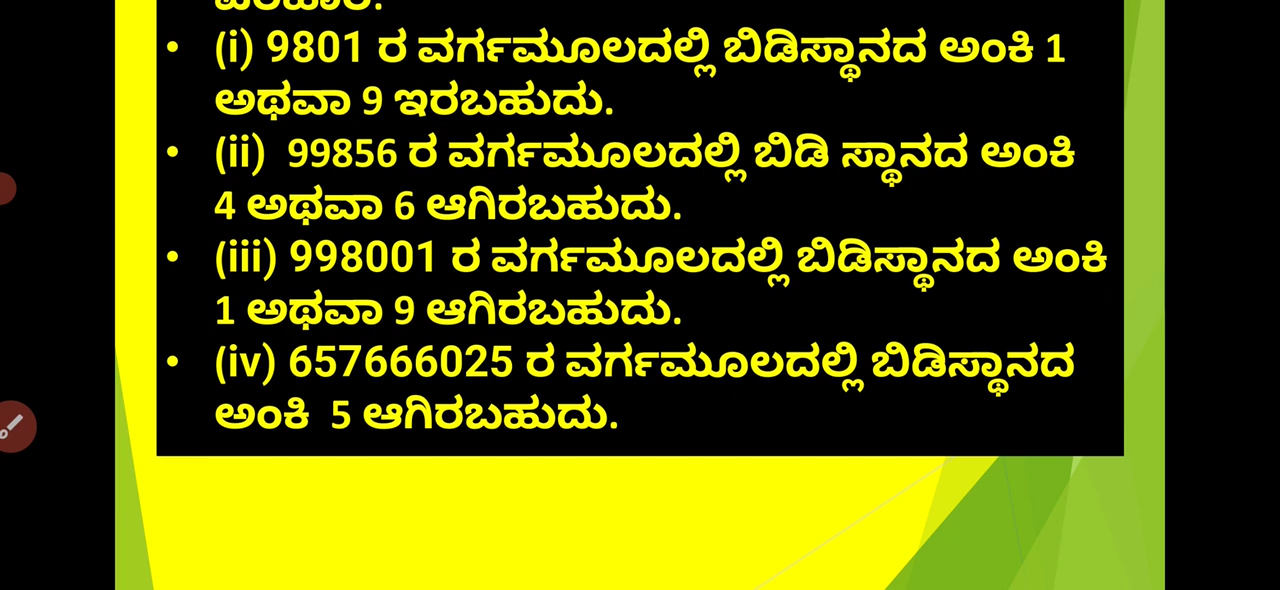 • (i) 9801 ರ ವರ್ಗಮೂಲದಲ್ಲಿ ಬಿಡಿಸ್ಥಾನದ ಅಂಕಿ 1
ಅಥವಾ 9 ಇರಬಹುದು.
• (ii) 99856 ರ ವರ್ಗಮೂಲದಲ್ಲಿ ಬಿಡಿ ಸ್ಥಾನದ ಅಂಕಿ
4 ಅಥವಾ 6 ಆಗಿರಬಹುದು.
• (iii) 998001 ರ ವರ್ಗಮೂಲದಲ್ಲಿ ಬಿಡಿಸ್ಥಾನದ ಅಂಕಿ
1 ಅಥವಾ 9 ಆಗಿರಬಹುದು.
• (iv) 657666025 ರ ವರ್ಗಮೂಲದಲ್ಲಿ ಬಿಡಿಸ್ಥಾನದ
ಅಂಕಿ 5 ಆಗಿರಬಹುದು.